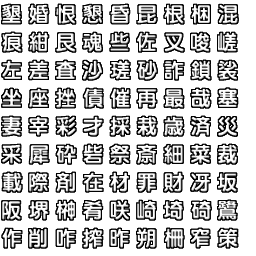 墾婚恨懇昏昆根梱混
痕紺艮魂些佐叉唆嵯
左差査沙瑳砂詐鎖裟
坐座挫債催再最哉塞
妻宰彩才採栽歳済災
采犀砕砦祭斎細菜裁
載際剤在材罪財冴坂
阪堺榊肴咲崎埼碕鷺
作削咋搾昨朔柵窄策